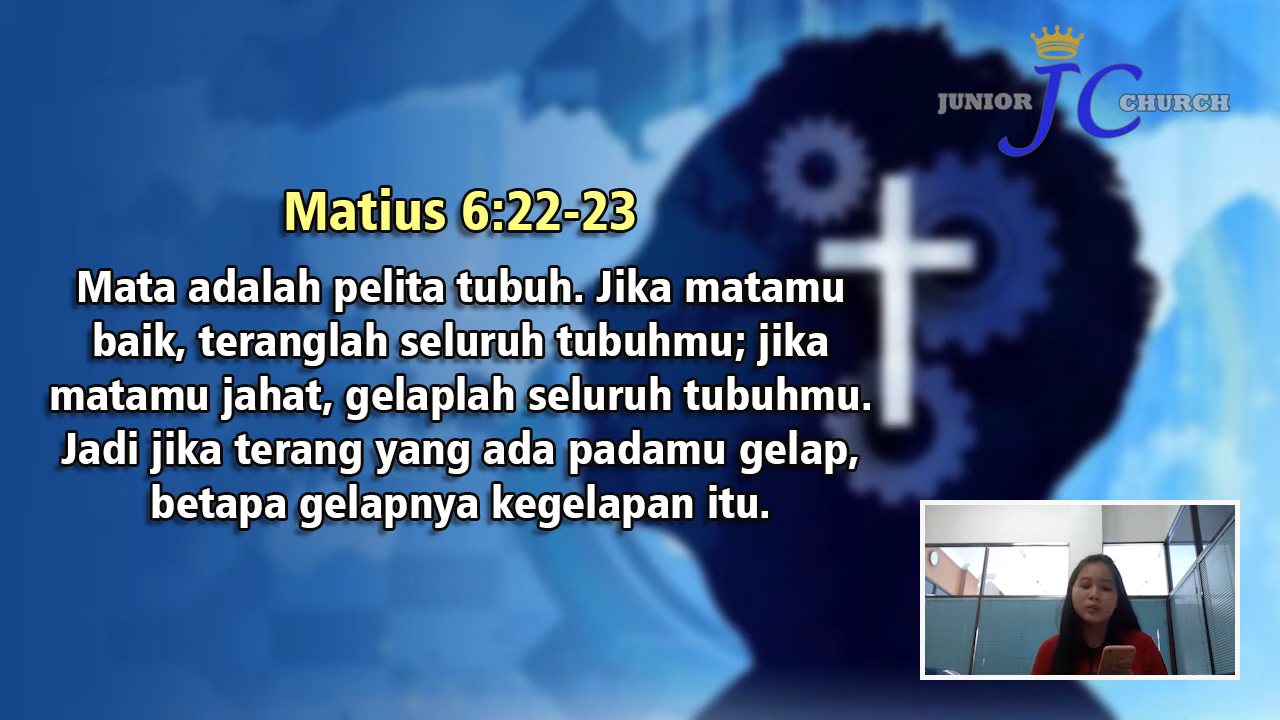 JUNIOR JC CHURCH
Matius 6:22-23
Mata adalah pelita tubuh. Jika matamu
baik, teranglah seluruh tubuhmu; jika
matamu jahat, gelaplah seluruh tubuhmu.
Jadi jika terang yang ada padamu gelap,
betapa gelapnya kegelapan itu.